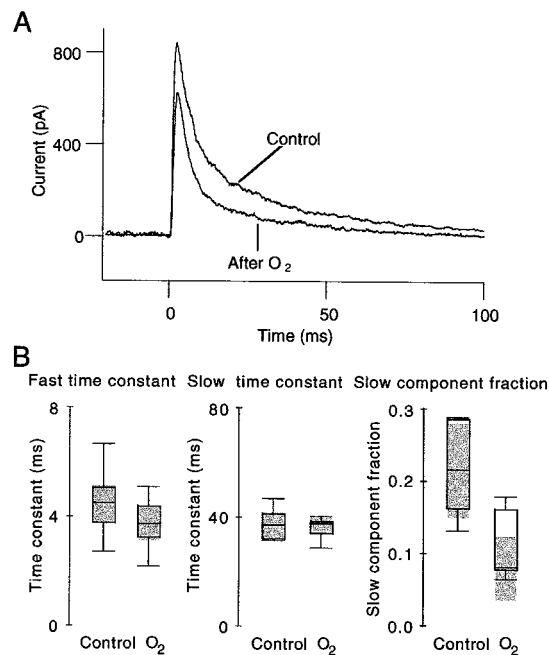 A
800
400
0
Current (pA)
Control
After O2
0
50
100
Time (ms)
B
Fast time constant
Slow time constant
Slow component fraction
8
4
0
Time constant (ms)
Control O2
80
40
0
Time constant (ms)
Control O2
0.3
0.2
0.1
0.0
Slow component fraction
Control O2